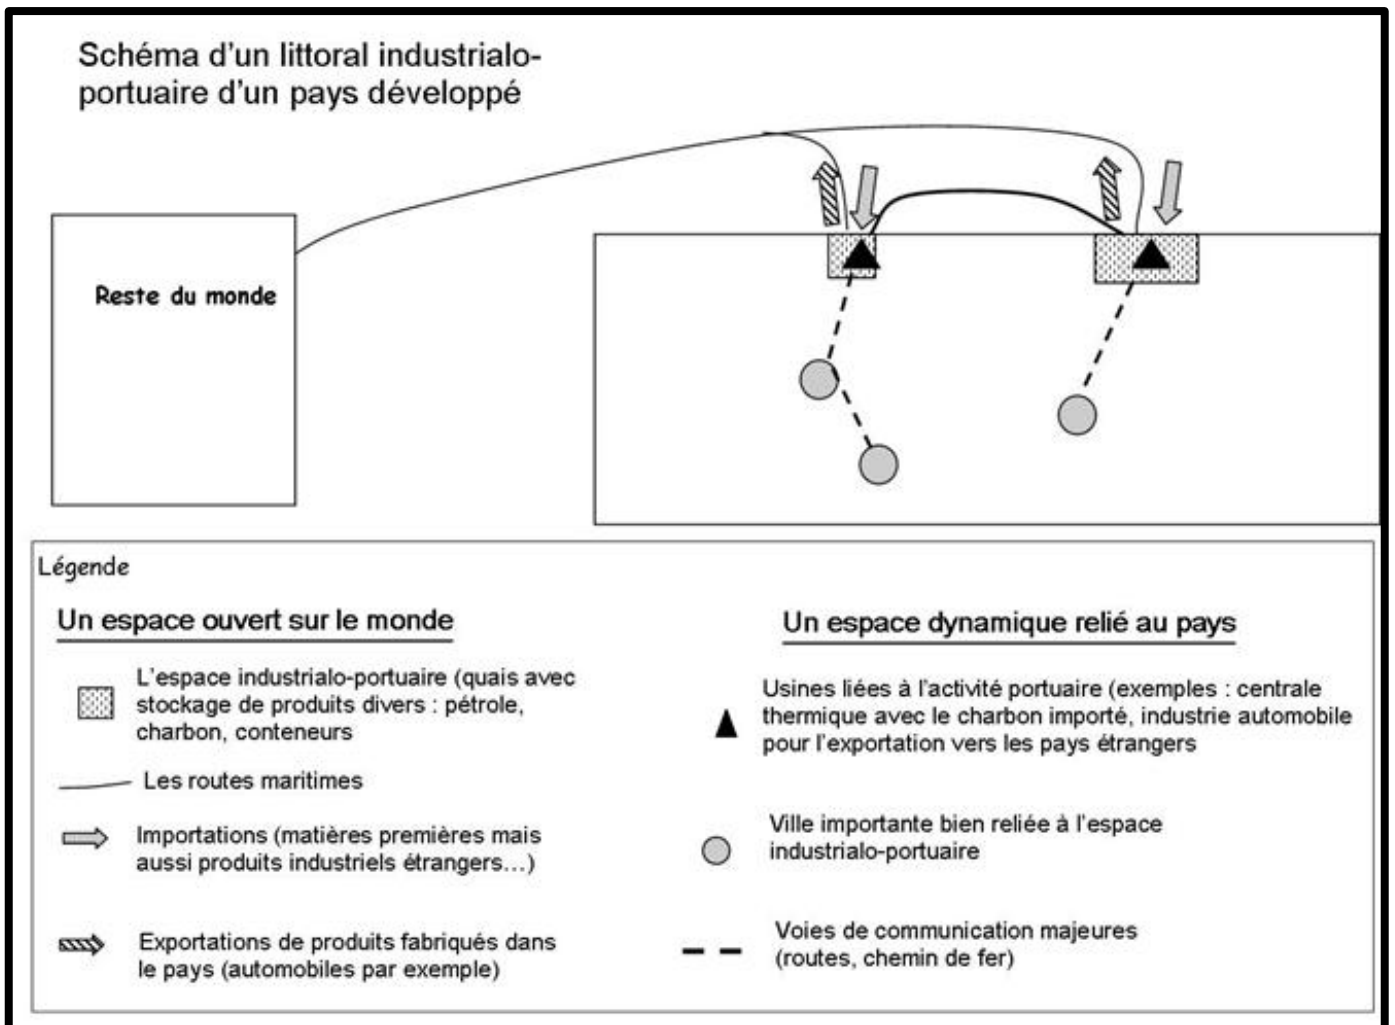 Schéma d'un littoral industrialo-
portuaire d'un pays développé
Reste du monde
Légende
Un espace ouvert sur le monde
L'espace industrialo-portuaire (quais avec
stockage de produits divers : pétrole,
charbon, conteneurs
Les routes maritimes
Importations (matières premières mais
aussi produits industriels étrangers...)
Exportations de produits fabriqués dans
le pays (automobiles par exemple)
Un espace dynamique relié au pays
Usines liées à l'activité portuaire (exemples : centrale
thermique avec le charbon importé, industrie automobile
pour l'exportation vers les pays étrangers
Ville importante bien reliée à l'espace
industrialo-portuaire
Voies de communication majeures
(routes, chemin de fer)